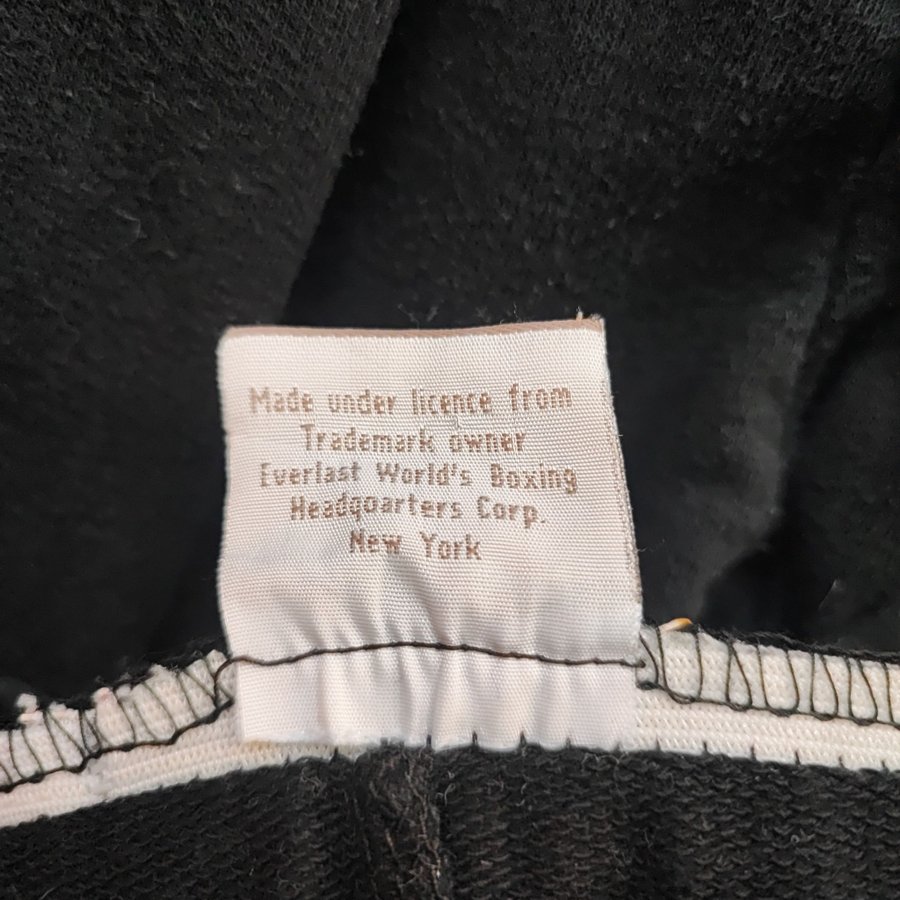 Made under licence from
Trademark owner
Everlast World's Boxing
Headquarters Corp.
New York